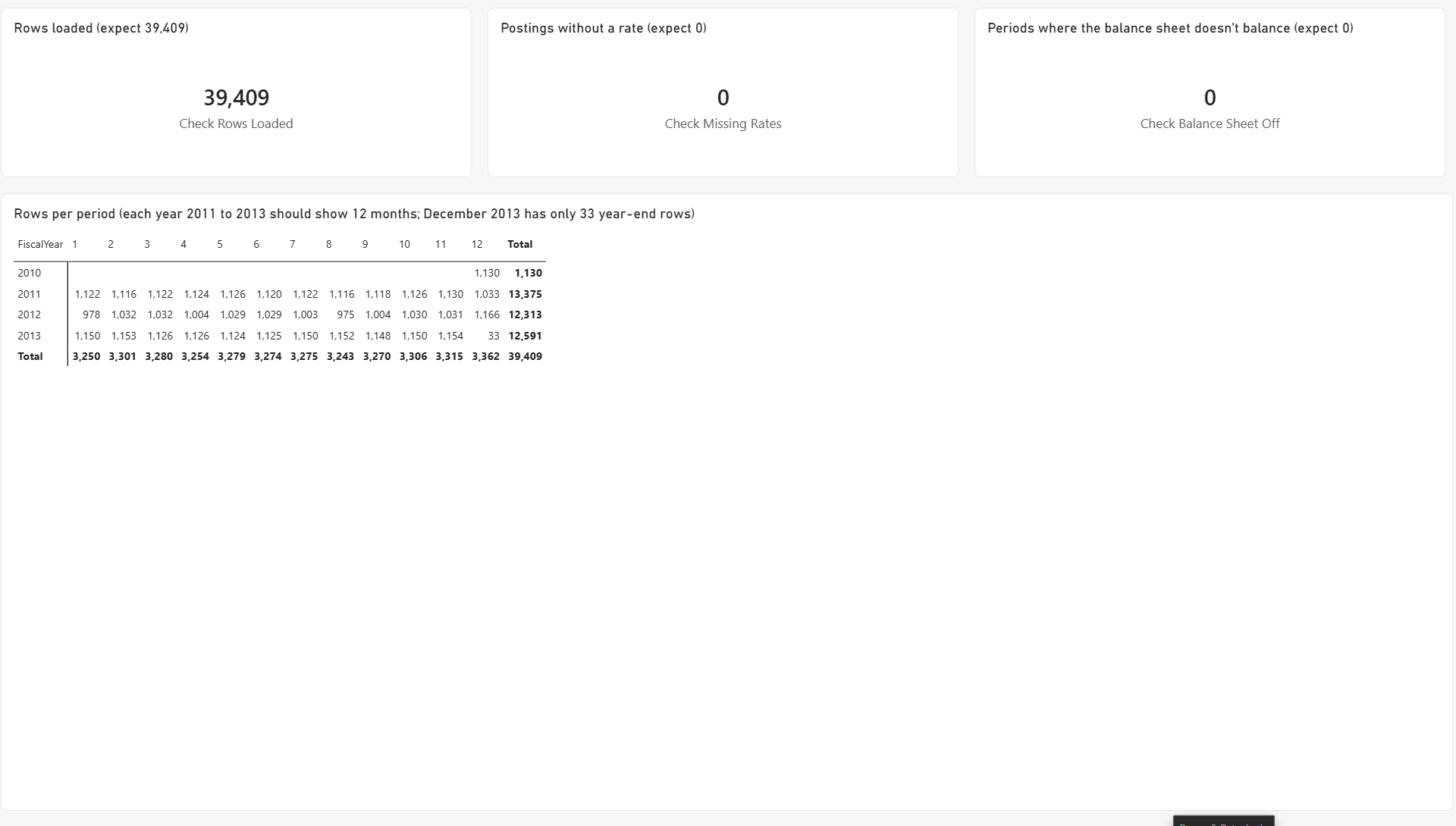 Rows loaded (expect 39,409)
39,409
Check Rows Loaded
Postings without a rate (expect 0)
0
Check Missing Rates
Periods where the balance sheet doesn't balance (expect 0)
0
Check Balance Sheet Off
Rows per period (each year 2011 to 2013 should show 12 months; December 2013 has only 33 year-end rows)
FiscalYear 1 2 3 4 5 6 7 8 9 10 11 12 Total
2010 1,130 1,130
2011 1,122 1,116 1,122 1,124 1,126 1,120 1,122 1,116 1,118 1,126 1,130 1,033 13,375
2012 978 1,032 1,032 1,004 1,029 1,029 1,003 975 1,004 1,030 1,031 1,166 12,313
2013 1,150 1,153 1,126 1,126 1,124 1,125 1,150 1,152 1,148 1,150 1,154 33 12,591
Total 3,250 3,301 3,280 3,254 3,279 3,274 3,275 3,243 3,270 3,306 3,315 3,362 39,409